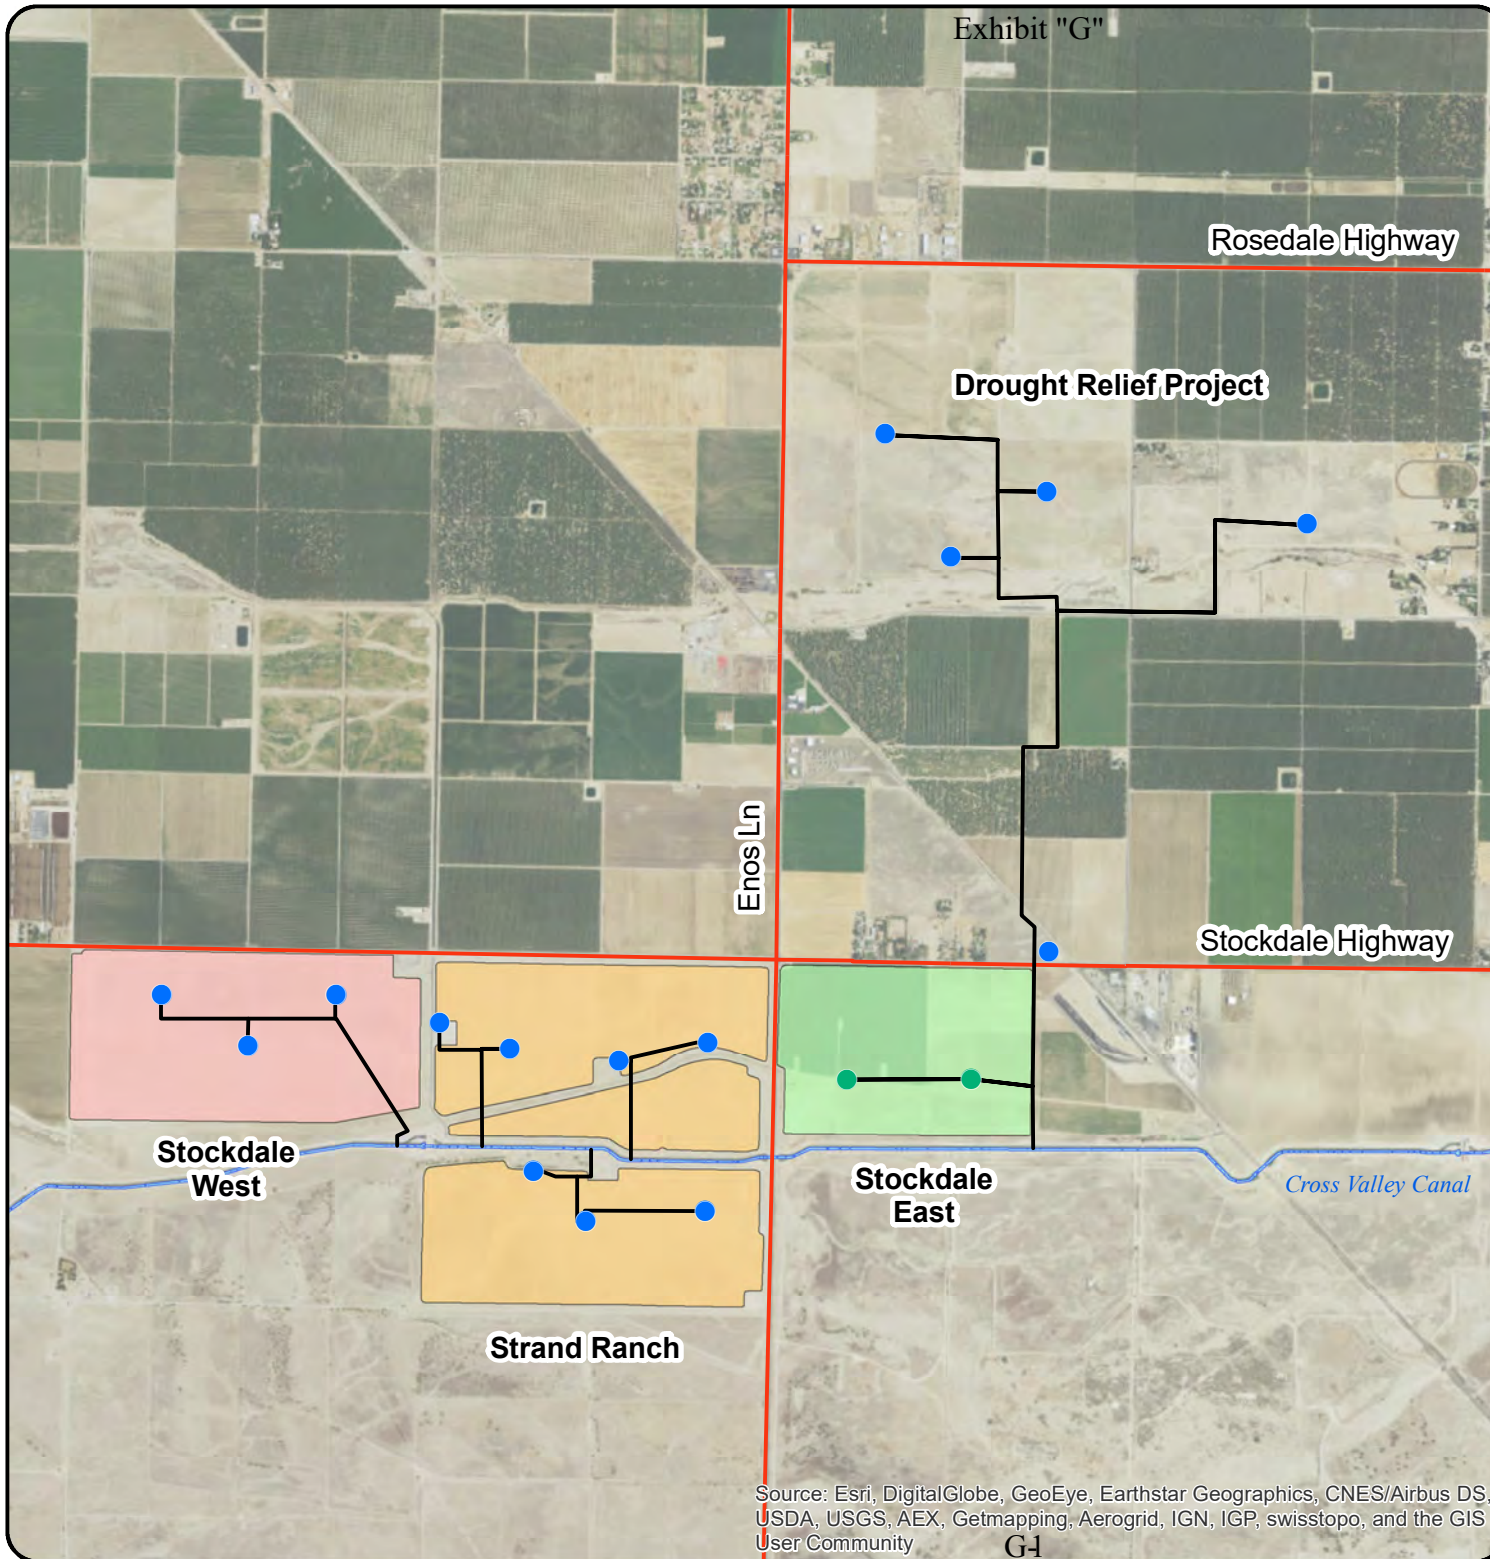 Exhibit "G"
Rosedale Highway
Drought Relief Project
Enos Ln
Stockdale Highway
Stockdale
West
Stockdale
East
Cross Valley Canal
Strand Ranch
Source: Esri, DigitalGlobe, GeoEye, Earthstar Geographics, CNES/Airbus DS,
USDA, USGS, AEX, Getmapping, Aerogrid, IGN, IGP, swisstopo, and the GIS
User Community
G-1